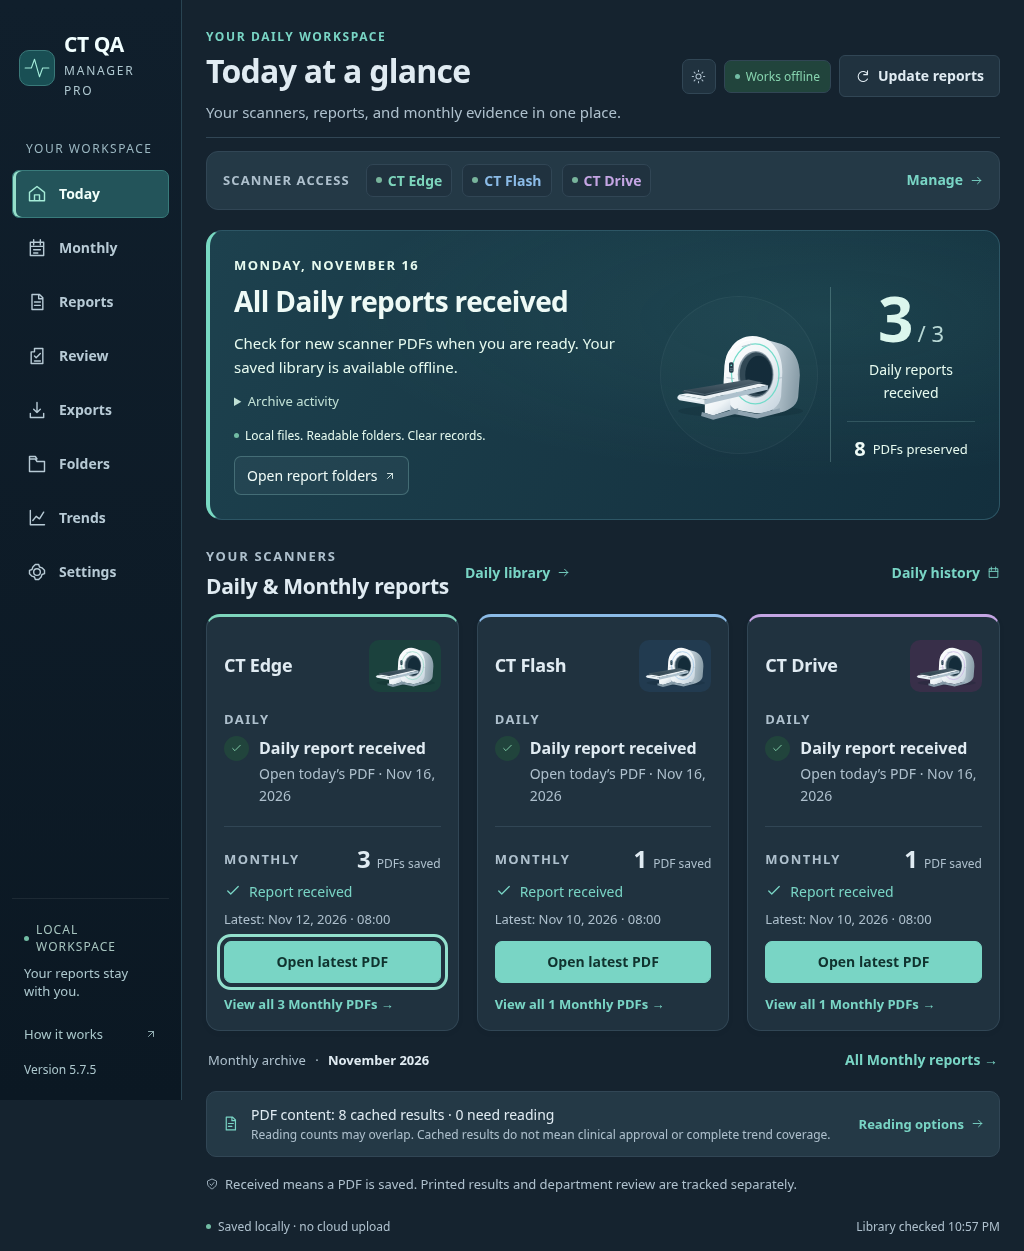 CT QA
MANAGER
PRO
YOUR WORKSPACE
Today
Monthly
Reports
Review
Exports
Folders
Trends
Settings
LOCAL
WORKSPACE
Your reports stay
with you.
How it works
Version 5.7.5
YOUR DAILY WORKSPACE
Today at a glance
Your scanners, reports, and monthly evidence in one place.
Works offline
Update reports
SCANNER ACCESS
CT Edge
CT Flash
CT Drive
Manage →
MONDAY, NOVEMBER 16
All Daily reports received
Check for new scanner PDFs when you are ready. Your
saved library is available offline.
▶ Archive activity
Local files. Readable folders. Clear records.
Open report folders
3 / 3
Daily reports
received
8 PDFs preserved
YOUR SCANNERS
Daily & Monthly reports
Daily library →
Daily history
CT Edge
DAILY
Daily report received
Open today’s PDF · Nov 16,
2026
MONTHLY 3 PDFs saved
Report received
Latest: Nov 12, 2026 · 08:00
Open latest PDF
View all 3 Monthly PDFs →
CT Flash
DAILY
Daily report received
Open today’s PDF · Nov 16,
2026
MONTHLY 1 PDF saved
Report received
Latest: Nov 10, 2026 · 08:00
Open latest PDF
View all 1 Monthly PDFs →
CT Drive
DAILY
Daily report received
Open today’s PDF · Nov 16,
2026
MONTHLY 1 PDF saved
Report received
Latest: Nov 10, 2026 · 08:00
Open latest PDF
View all 1 Monthly PDFs →
Monthly archive · November 2026
All Monthly reports →
PDF content: 8 cached results · 0 need reading
Reading counts may overlap. Cached results do not mean clinical approval or complete trend coverage.
Reading options →
Received means a PDF is saved. Printed results and department review are tracked separately.
Saved locally · no cloud upload
Library checked 10:57 PM